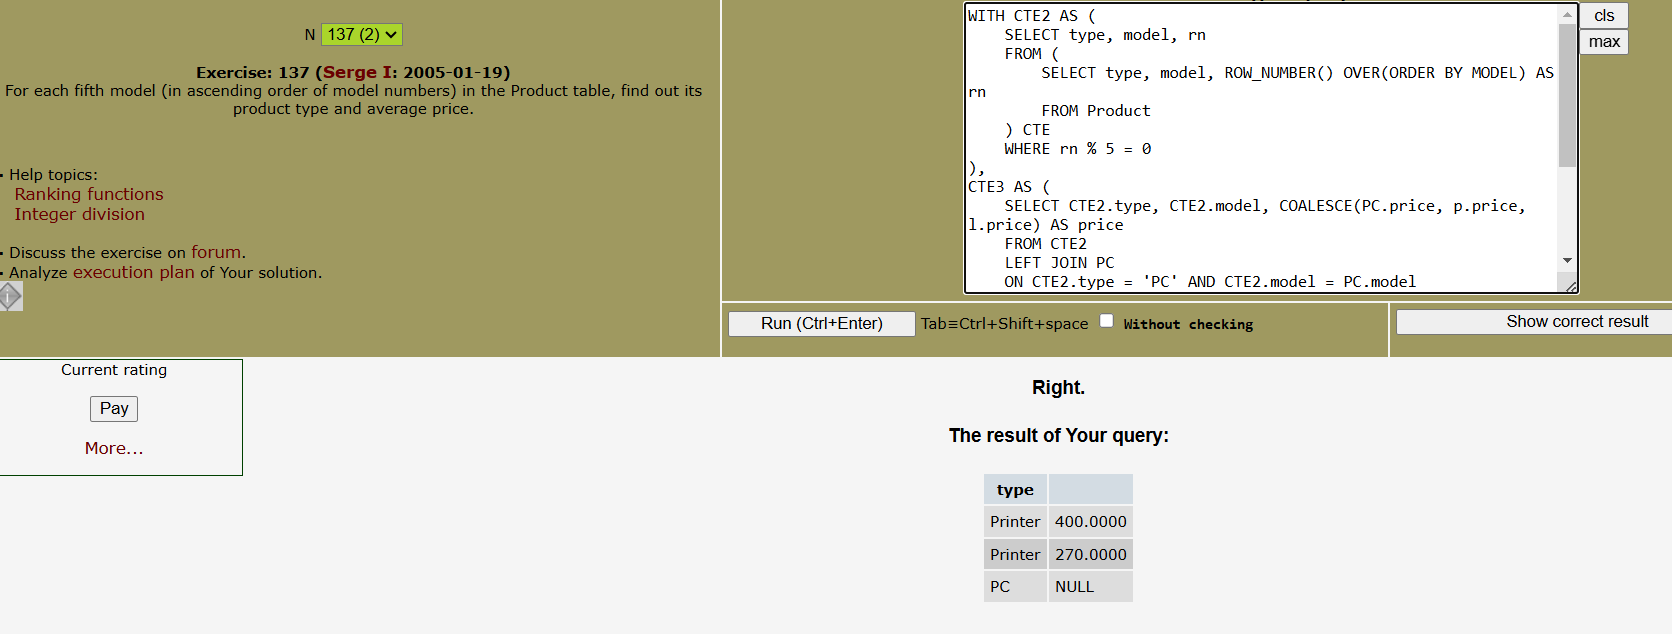 N 137 (2)
Exercise: 137 (Serge I: 2005-01-19)
For each fifth model (in ascending order of model numbers) in the Product table, find out its
product type and average price.
Help topics:
Ranking functions
Integer division
Discuss the exercise on forum.
Analyze execution plan of Your solution.
WITH CTE2 AS (
    SELECT type, model, rn
    FROM (
        SELECT type, model, ROW_NUMBER() OVER(ORDER BY MODEL) AS
rn
        FROM Product
    ) CTE
    WHERE rn % 5 = 0
),
CTE3 AS (
    SELECT CTE2.type, CTE2.model, COALESCE(PC.price, p.price,
l.price) AS price
    FROM CTE2
    LEFT JOIN PC
    ON CTE2.type = 'PC' AND CTE2.model = PC.model
cls
max
Run (Ctrl+Enter) Tab≡Ctrl+Shift+space Without checking
Show correct result
Current rating
Pay
More...
Right.
The result of Your query:
type
Printer 400.0000
Printer 270.0000
PC NULL